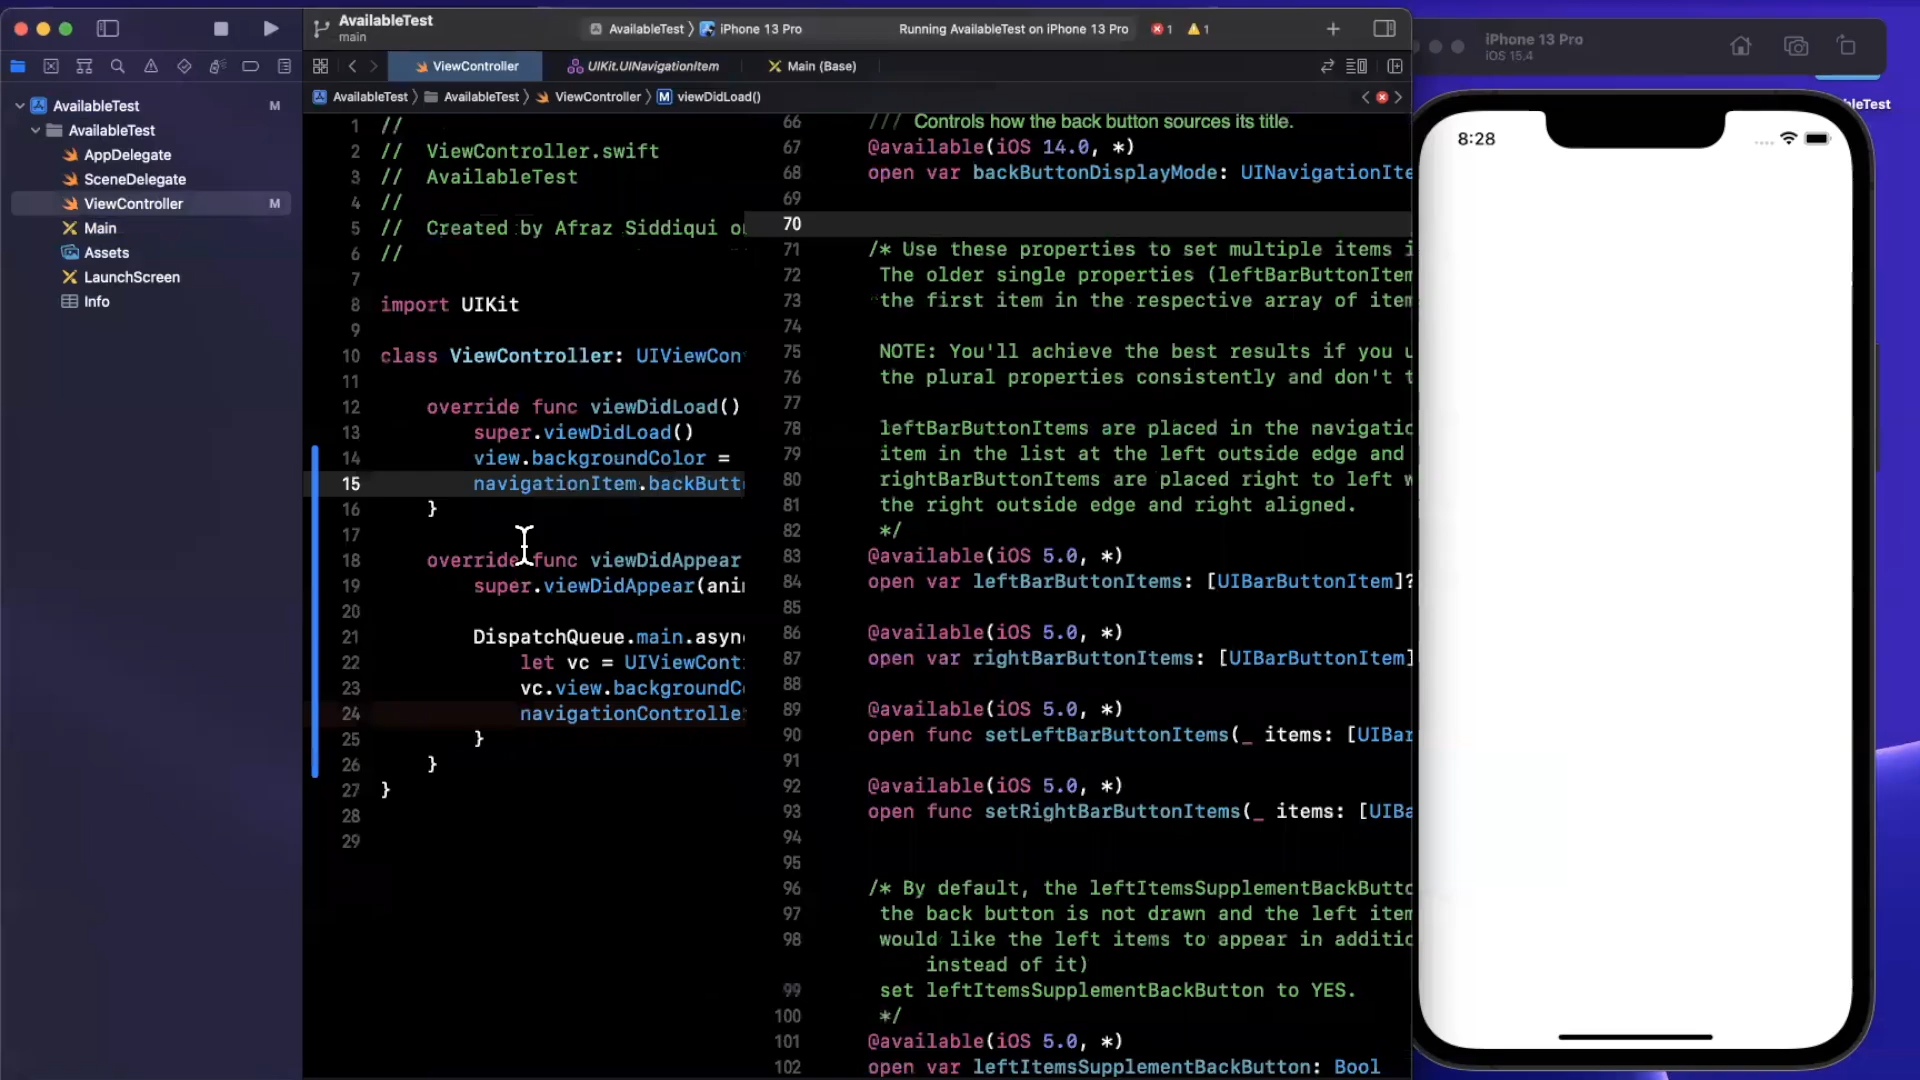 AvailableTest
main
AvailableTest
iPhone 13 Pro
Running AvailableTest on iPhone 13 Pro
1
1
iPhone 13 Pro
iOS 15.4
ViewController
UIKit.UINavigationItem
Main (Base)
AvailableTest
AvailableTest
ViewController
M viewDidLoad()
AvailableTest M
AvailableTest
AppDelegate
SceneDelegate
ViewController M
Main
Assets
LaunchScreen
Info
1 //
2 //  ViewController.swift
3 //  AvailableTest
4 //
5 //  Created by Afraz Siddiqui
6 //
7
8 import UIKit
9
10 class ViewController: UIViewCon
11
12 override func viewDidLoad()
13 super.viewDidLoad()
14 view.backgroundColor =
15 navigationItem.backButt
16 }
17
18 override func viewDidAppear
19 super.viewDidAppear(ani
20
21 DispatchQueue.main.asyn
22 let vc = UIViewCont
23 vc.view.backgroundC
24 navigationControlle
25 }
26 }
27 }
28
29
66 /// Controls how the back button sources its title.
67 @available(iOS 14.0, *)
68 open var backButtonDisplayMode: UINavigationIte
69
70
71 /* Use these properties to set multiple items i
72 The older single properties (leftBarButtonItem
73 the first item in the respective array of item
74
75 NOTE: You'll achieve the best results if you u
76 the plural properties consistently and don't t
77
78 leftBarButtonItems are placed in the navigatio
79 item in the list at the left outside edge and
80 rightBarButtonItems are placed right to left w
81 the right outside edge and right aligned.
82 */
83 @available(iOS 5.0, *)
84 open var leftBarButtonItems: [UIBarButtonItem]?
85
86 @available(iOS 5.0, *)
87 open var rightBarButtonItems: [UIBarButtonItem]
88
89 @available(iOS 5.0, *)
90 open func setLeftBarButtonItems(_ items: [UIBar
91
92 @available(iOS 5.0, *)
93 open func setRightBarButtonItems(_ items: [UIBa
94
95
96 /* By default, the leftItemsSupplementBackButto
97 the back button is not drawn and the left item
98 would like the left items to appear in additio
instead of it)
99 set leftItemsSupplementBackButton to YES.
100 */
101 @available(iOS 5.0, *)
102 open var leftItemsSupplementBackButton: Bool
8:28
bleTest